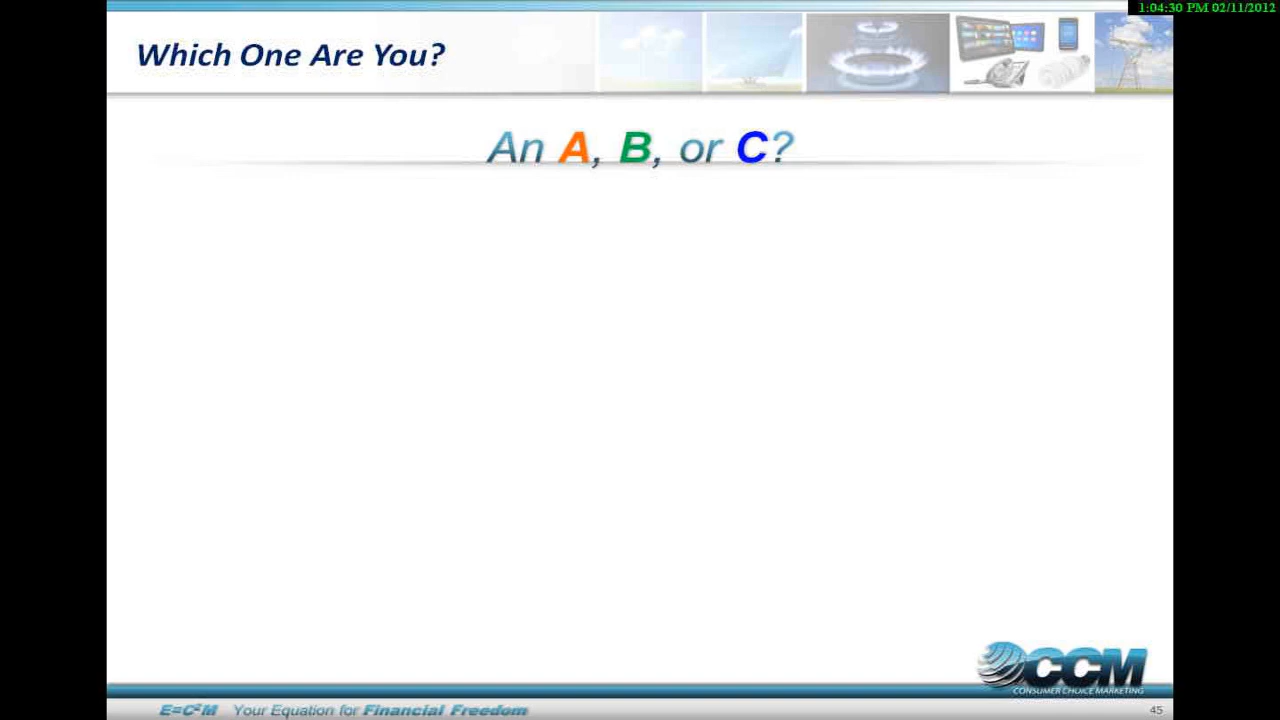 1:04:30 PM 02/11/2012
Which One Are You?
An A, B, or C?
CCM
CONSUMER CHOICE MARKETING
E=C²M Your Equation for Financial Freedom
45